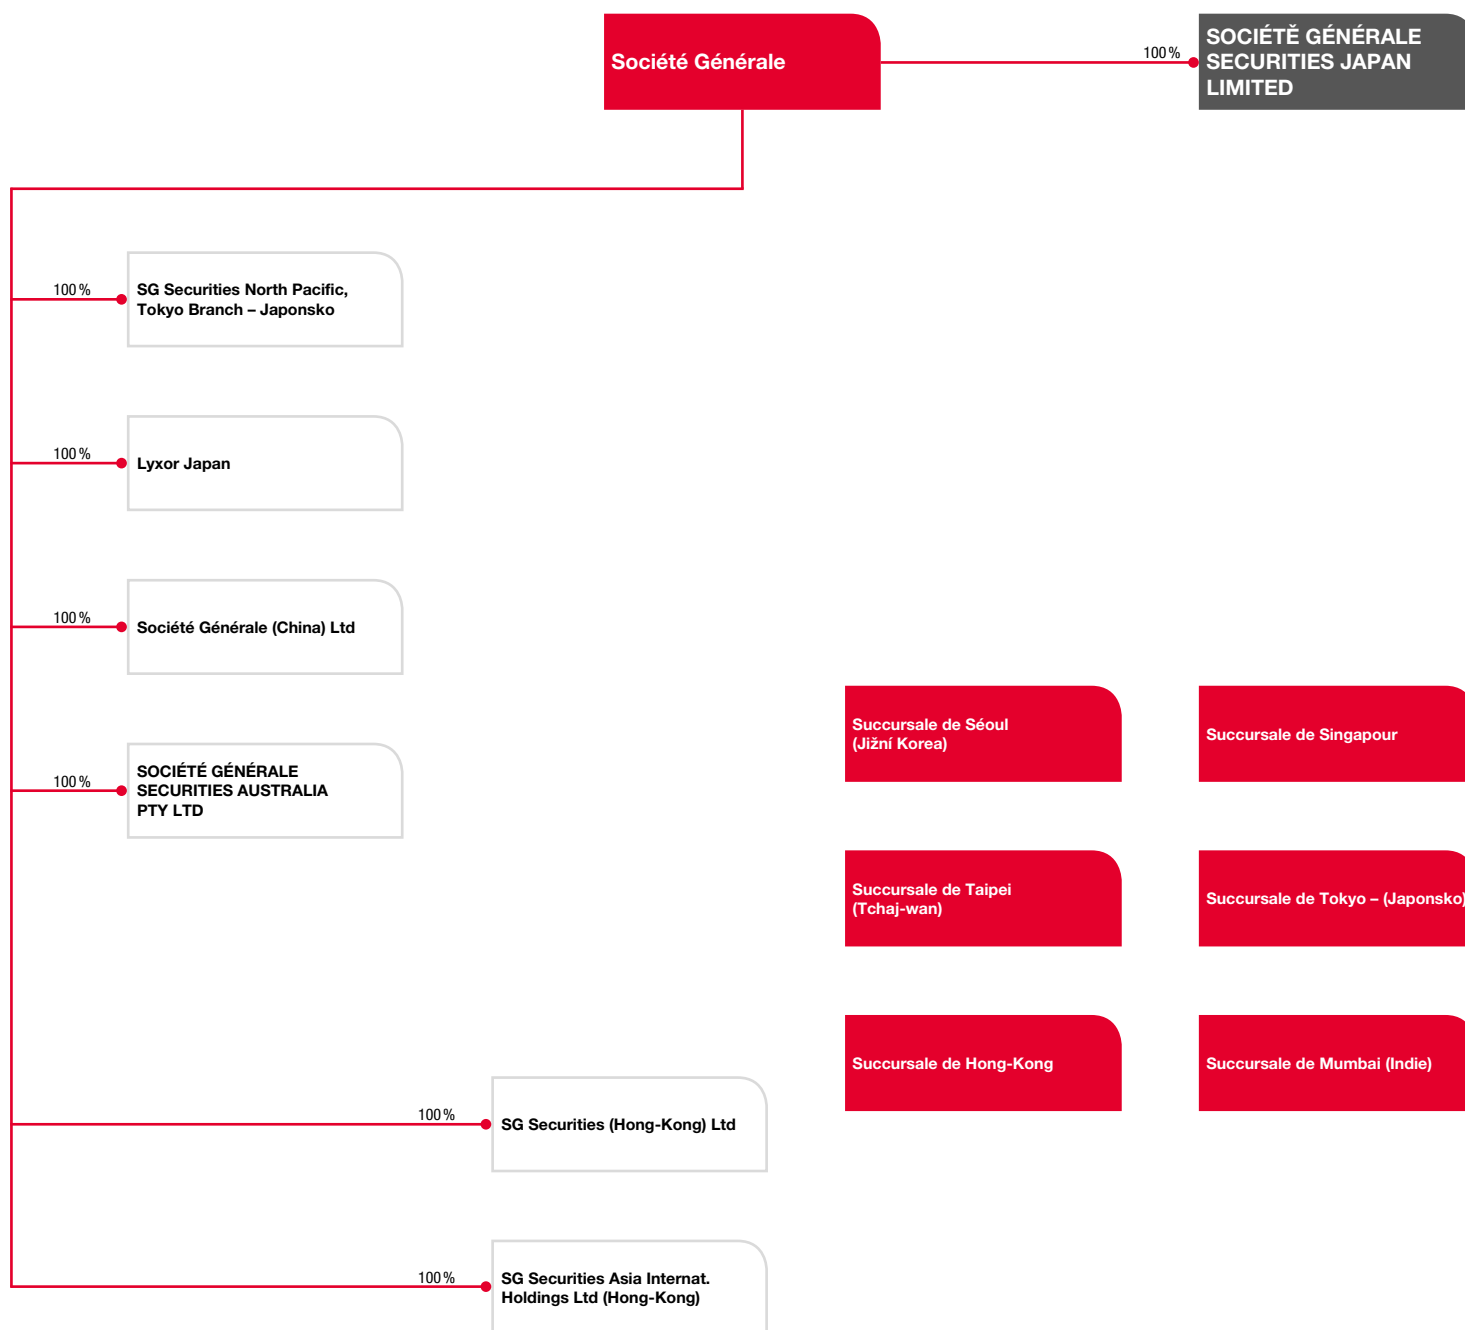 Société Générale
100 %
SOCIÉTĚ GÉNÉRALE
SECURITIES JAPAN
LIMITED
100 %
SG Securities North Pacific,
Tokyo Branch – Japonsko
100 %
Lyxor Japan
100 %
Société Générale (China) Ltd
Succursale de Séoul
(Jižní Korea)
Succursale de Singapour
100 %
SOCIÉTÉ GÉNÉRALE
SECURITIES AUSTRALIA
PTY LTD
Succursale de Taipei
(Tchaj-wan)
Succursale de Tokyo – (Japonsko)
Succursale de Hong-Kong
Succursale de Mumbai (Indie)
100 %
SG Securities (Hong-Kong) Ltd
100 %
SG Securities Asia Internat.
Holdings Ltd (Hong-Kong)